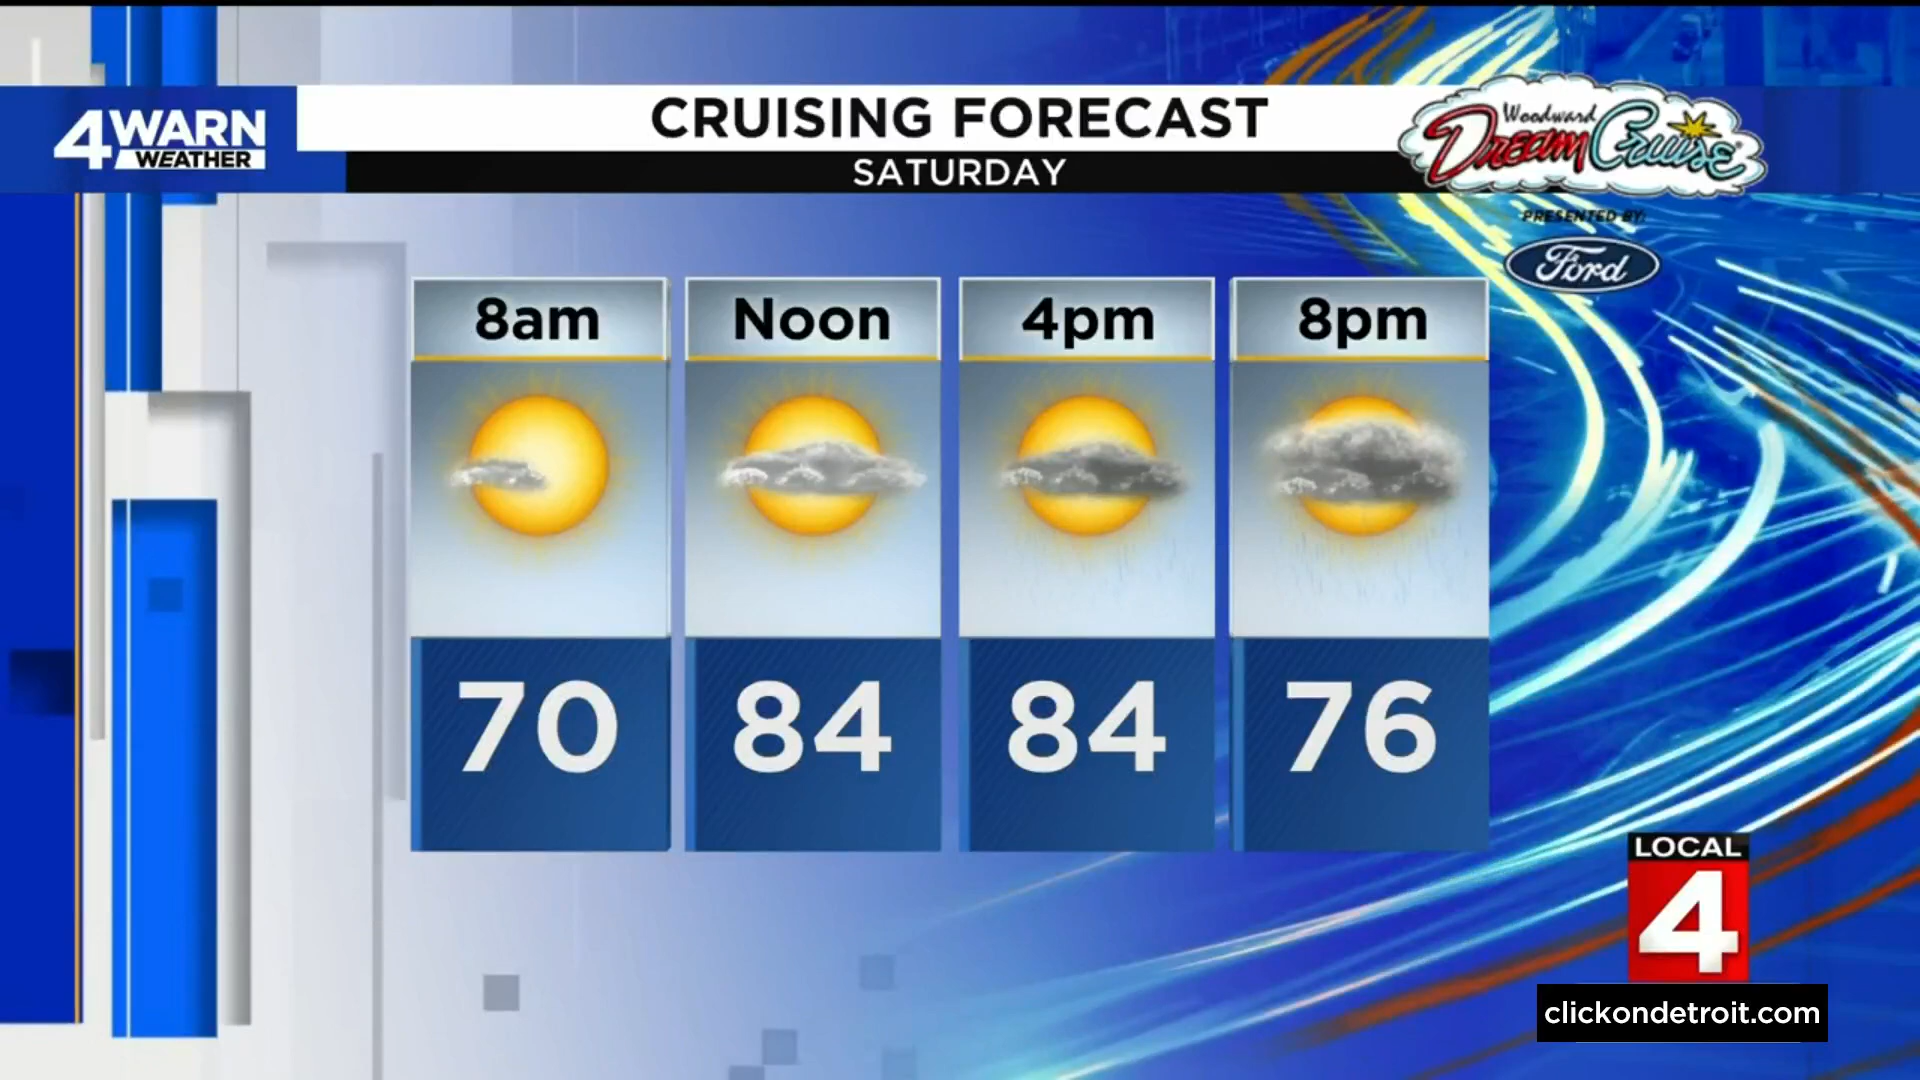 4WARN
WEATHER
CRUISING FORECAST
SATURDAY
Woodward
Dream Cruise
PRESENTED BY:
Ford
8am
Noon
4pm
8pm
70
84
84
76
LOCAL
4
clickondetroit.com